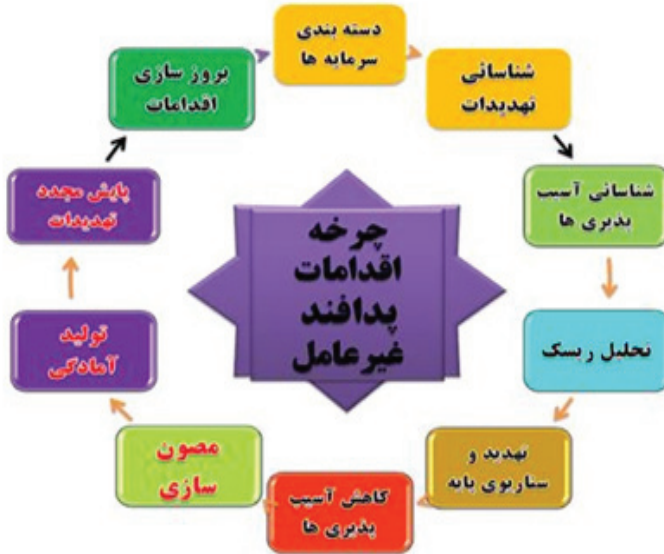 دسته بندی
سرمایه ها
شناسائی
تهدیدات
شناسائی آسیب
پذیری ها
تحلیل ریسک
تهدید و
سناریوی پایه
کاهش آسیب
پذیری ها
مصون
سازی
تولید
آمادگی
پایش مجدد
تهدیدات
بروز سازی
اقدامات
چرخه
اقدامات
پدافند
غیرعامل